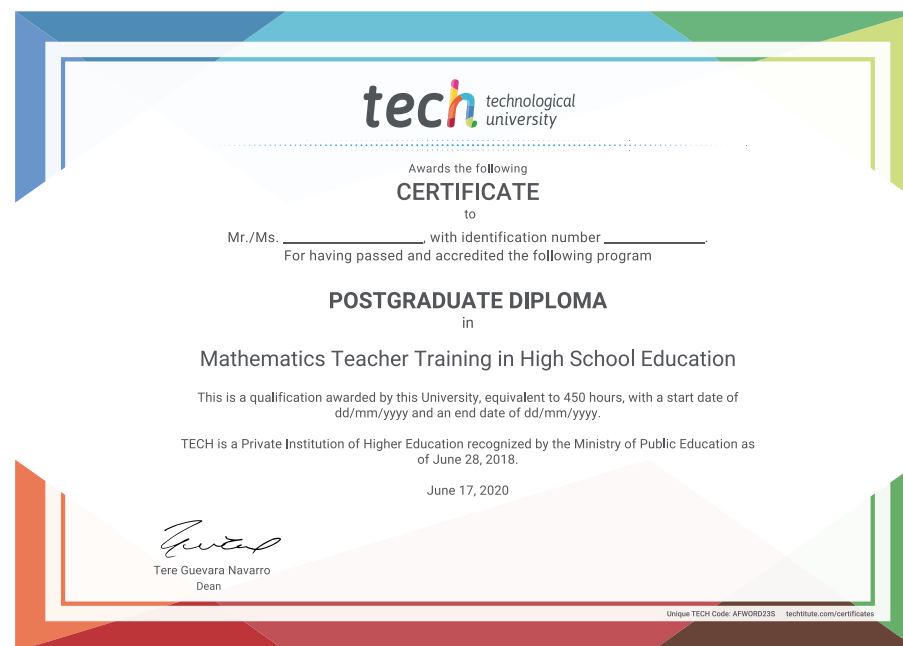 tech technological
university
Awards the following
CERTIFICATE
to
Mr./Ms. ____________________, with identification number ______________.
For having passed and accredited the following program
POSTGRADUATE DIPLOMA
in
Mathematics Teacher Training in High School Education
This is a qualification awarded by this University, equivalent to 450 hours, with a start date of
dd/mm/yyyy and an end date of dd/mm/yyyy.
TECH is a Private Institution of Higher Education recognized by the Ministry of Public Education as
of June 28, 2018.
June 17, 2020
Tere Guevara Navarro
Dean
Unique TECH Code: AFWORD23S techtitute.com/certificates